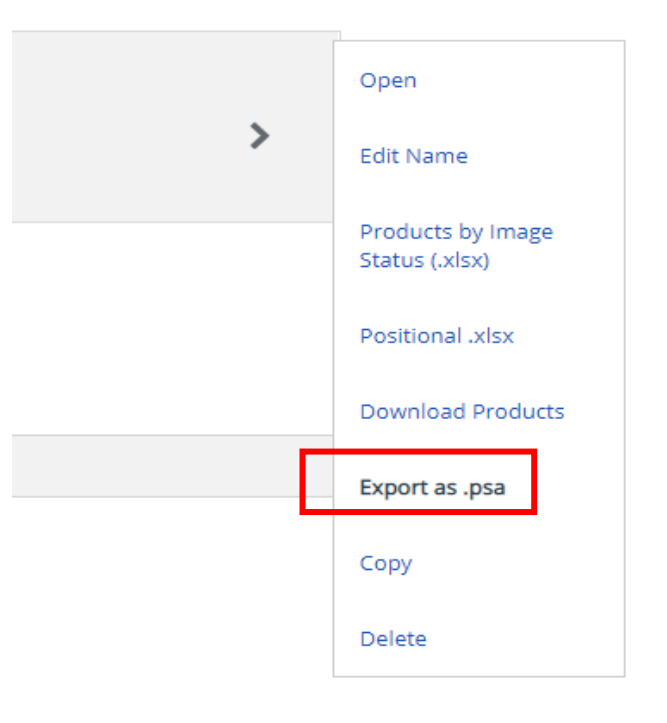 Open
Edit Name
Products by Image
Status (.xlsx)
Positional .xlsx
Download Products
Export as .psa
Copy
Delete